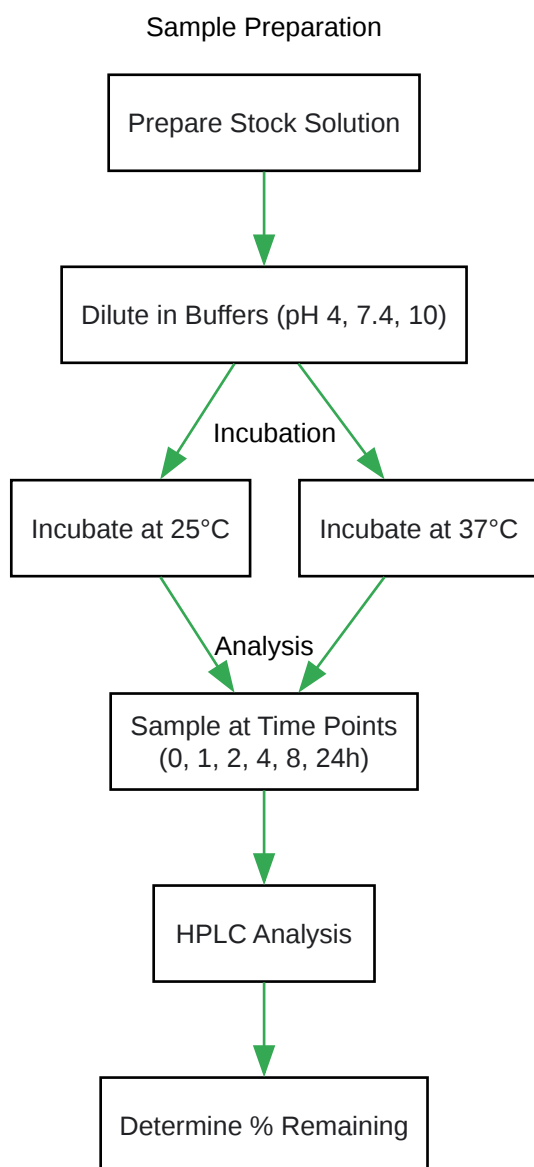 Sample Preparation
Prepare Stock Solution
Dilute in Buffers (pH 4, 7.4, 10)
Incubation
Incubate at 25°C
Incubate at 37°C
Analysis
Sample at Time Points
(0, 1, 2, 4, 8, 24h)
HPLC Analysis
Determine % Remaining